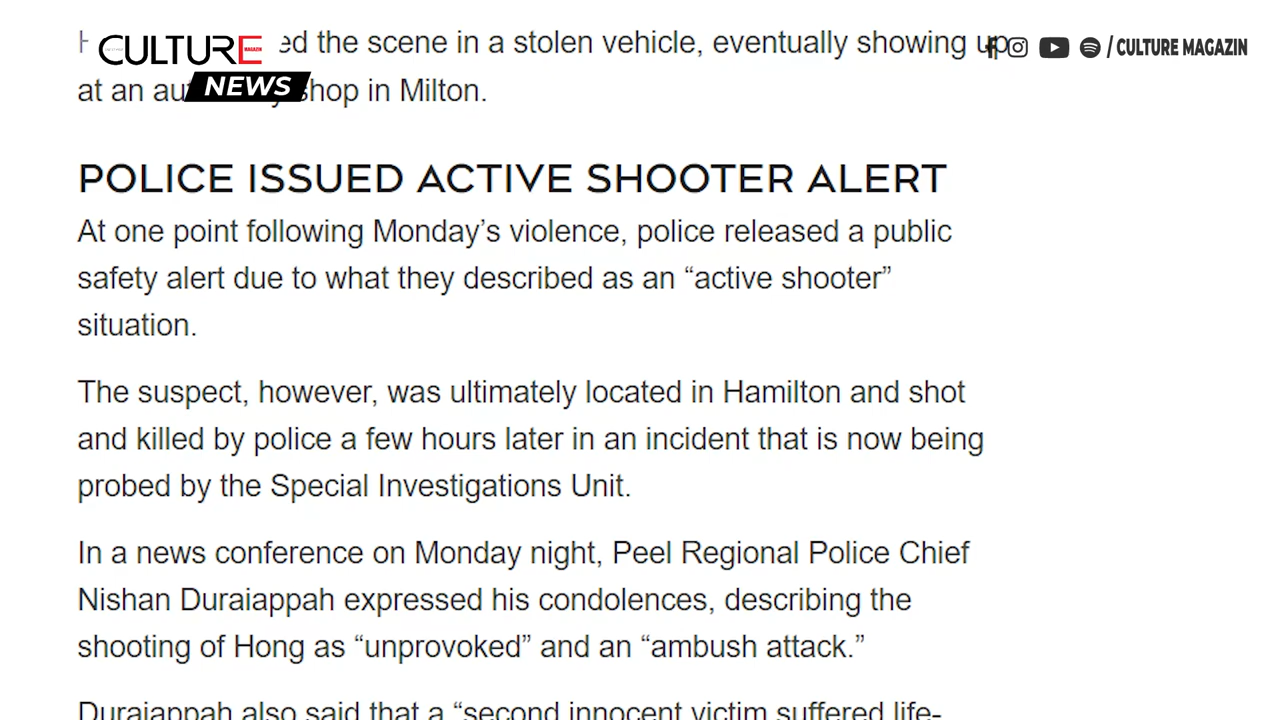 CULTURE
MAGAZIN
NEWS
/ CULTURE MAGAZIN
ed the scene in a stolen vehicle, eventually showing up
at an au shop in Milton.
POLICE ISSUED ACTIVE SHOOTER ALERT
At one point following Monday’s violence, police released a public
safety alert due to what they described as an “active shooter”
situation.
The suspect, however, was ultimately located in Hamilton and shot
and killed by police a few hours later in an incident that is now being
probed by the Special Investigations Unit.
In a news conference on Monday night, Peel Regional Police Chief
Nishan Duraiappah expressed his condolences, describing the
shooting of Hong as “unprovoked” and an “ambush attack.”
Duraiappah also said that a “second innocent victim suffered life-